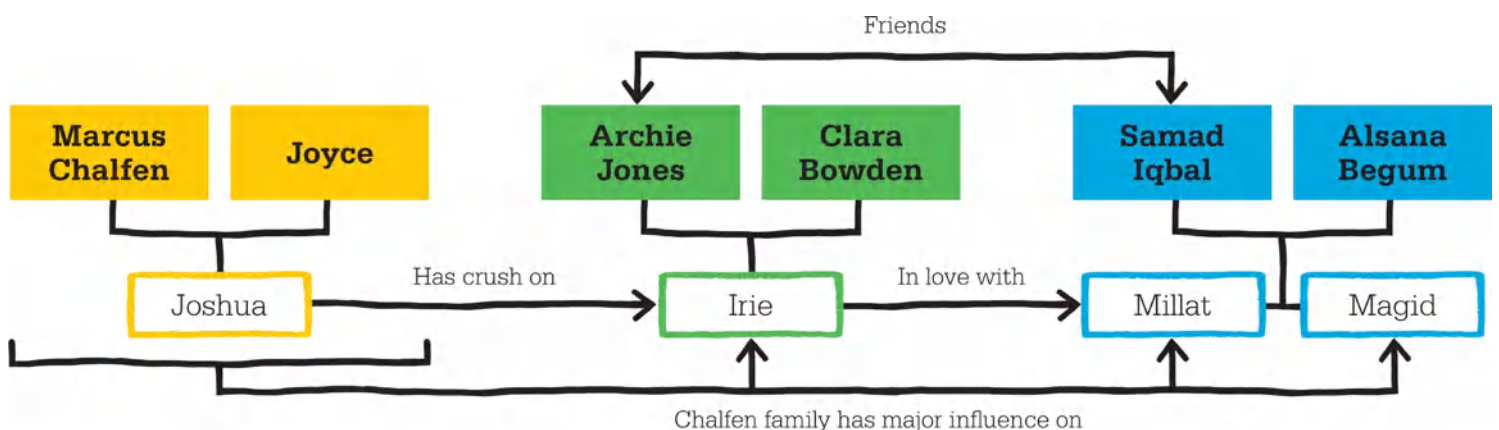 Friends
Marcus
Chalfen
Joyce
Archie
Jones
Clara
Bowden
Samad
Iqbal
Alsana
Begum
Joshua
Has crush on
Irie
In love with
Millat
Magid
Chalfen family has major influence on